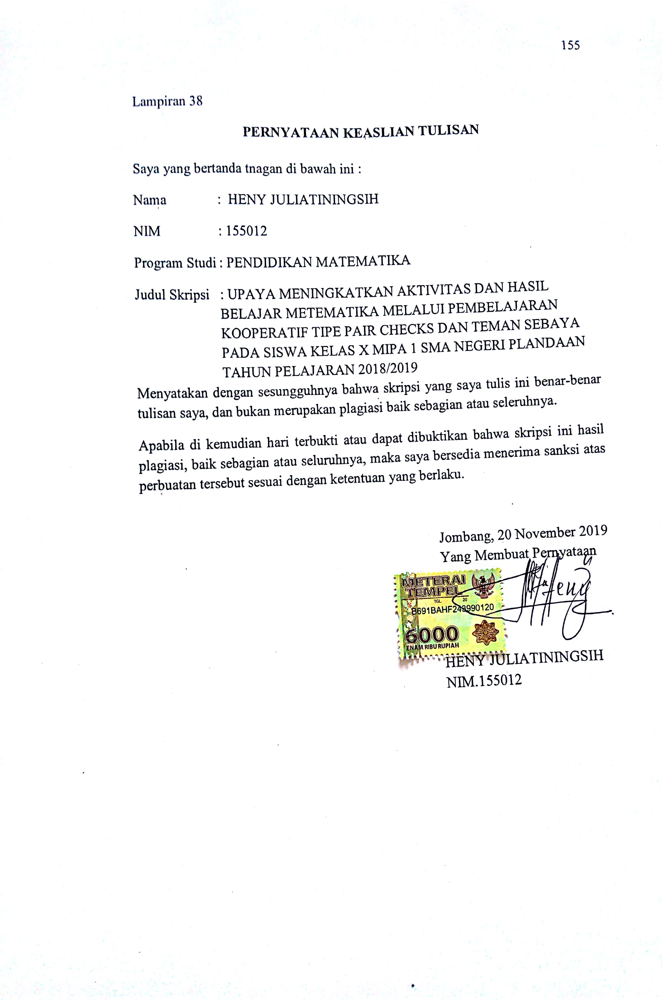 155
Lampiran 38
PERNYATAAN KEASLIAN TULISAN
Saya yang bertanda tnagan di bawah ini :
Nama : HENY JULIATININGSIH
NIM : 155012
Program Studi : PENDIDIKAN MATEMATIKA
Judul Skripsi : UPAYA MENINGKATKAN AKTIVITAS DAN HASIL
BELAJAR METEMATIKA MELALUI PEMBELAJARAN
KOOPERATIF TIPE PAIR CHECKS DAN TEMAN SEBAYA
PADA SISWA KELAS X MIPA 1 SMA NEGERI PLANDAAN
TAHUN PELAJARAN 2018/2019
Menyatakan dengan sesungguhnya bahwa skripsi yang saya tulis ini benar-benar
tulisan saya, dan bukan merupakan plagiasi baik sebagian atau seleruhnya.
Apabila di kemudian hari terbukti atau dapat dibuktikan bahwa skripsi ini hasil
plagiasi, baik sebagian atau seluruhnya, maka saya bersedia menerima sanksi atas
perbuatan tersebut sesuai dengan ketentuan yang berlaku.
Jombang, 20 November 2019
Yang Membuat Pernyataan
METERAI
TEMPEL
TGL 20
B691BAHF243990120
6000
ENAM RIBU RUPIAH
HENY JULIATININGSIH
NIM.155012